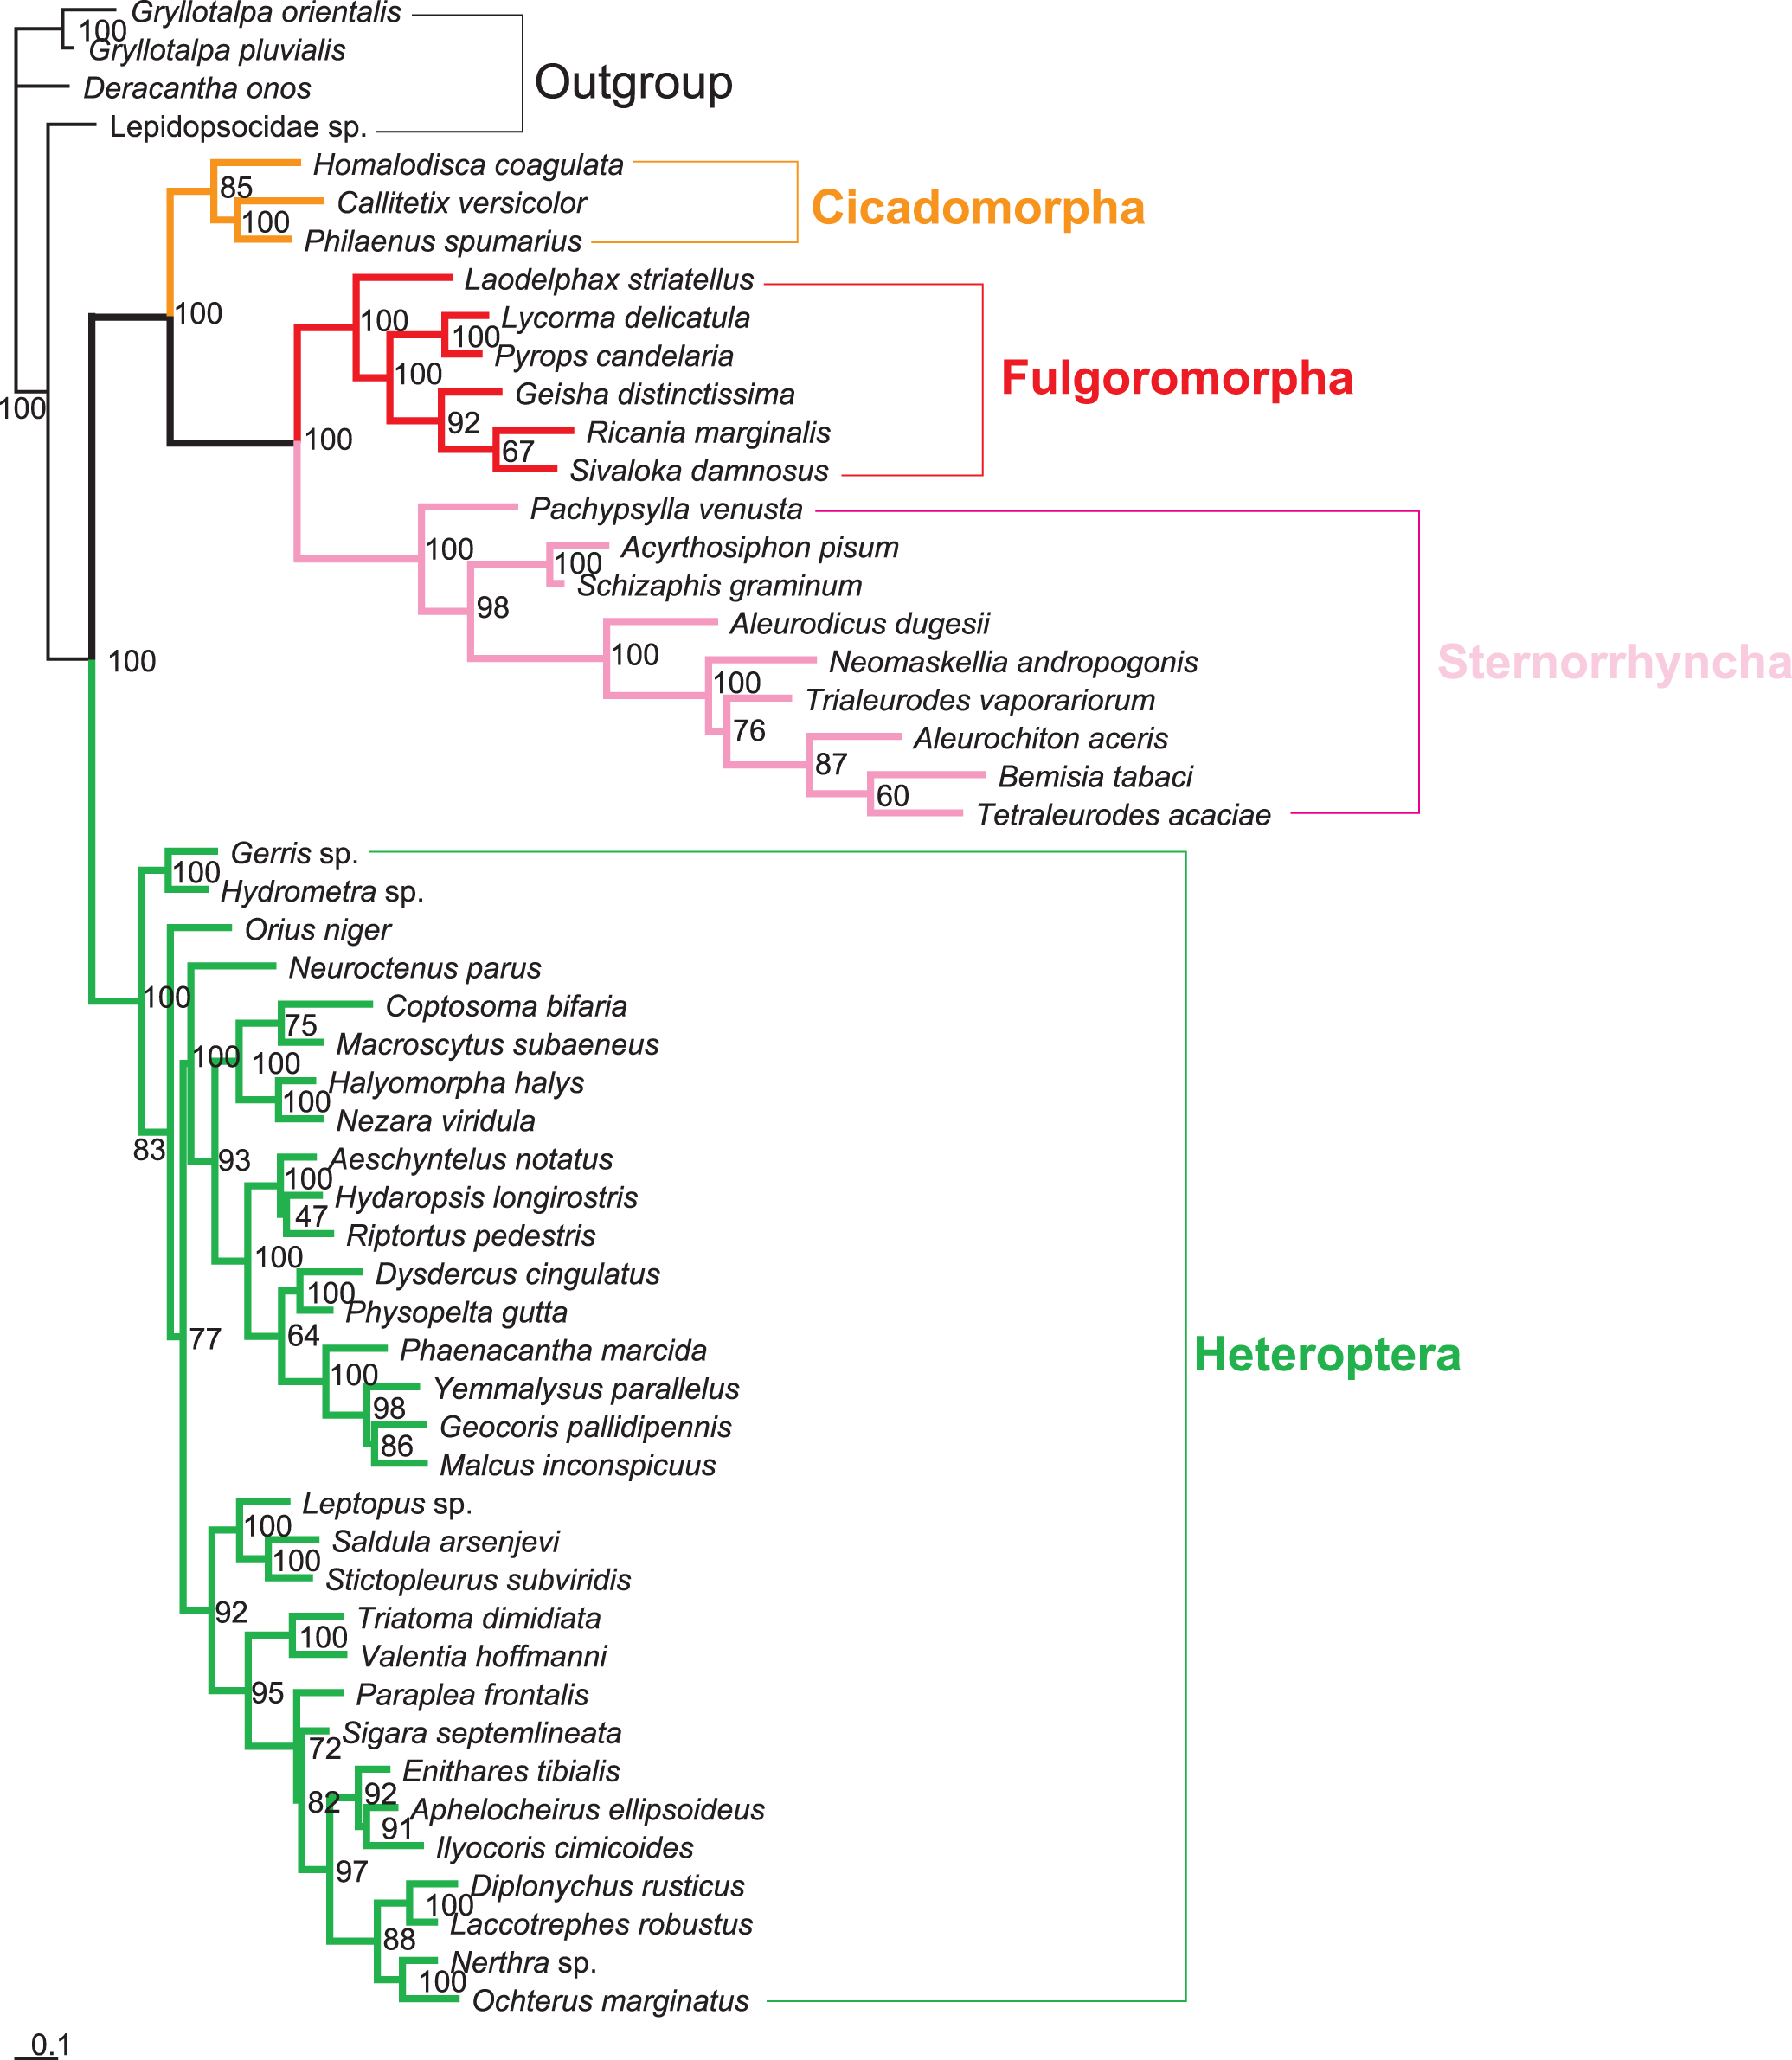 Gryllotalpa orientalis
100
Gryllotalpa pluvialis
Deracantha onos
Outgroup
Lepidopsocidae sp.
Homalodisca coagulata
85
Callitetix versicolor
Cicadomorpha
100
Philaenus spumarius
Laodelphax striatellus
100
100
Lycorma delicatula
100
Pyrops candelaria
100
Fulgoromorpha
Geisha distinctissima
100
92
Ricania marginalis
100
67
Sivaloka damnosus
Pachypsylla venusta
100
Acyrthosiphon pisum
100
Schizaphis graminum
98
Aleurodicus dugesii
100
100
Neomaskellia andropogonis
Sternorrhyncha
100
Trialeurodes vaporariorum
76
Aleurochiton aceris
87
Bemisia tabaci
60
Tetraleurodes acaciae
Gerris sp.
100
Hydrometra sp.
Orius niger
Neuroctenus parus
100
Coptosoma bifaria
75
Macroscytus subaeneus
100
100
Halyomorpha halys
100
Nezara viridula
83
93
Aeschyntelus notatus
100
Hydaropsis longirostris
47
Riptortus pedestris
100
Dysdercus cingulatus
100
Physopelta gutta
77
64
Phaenacantha marcida
Heteroptera
100
Yemmalysus parallelus
98
Geocoris pallidipennis
86
Malcus inconspicuus
Leptopus sp.
100
Saldula arsenjevi
100
Stictopleurus subviridis
92
Triatoma dimidiata
100
Valentia hoffmanni
95
Paraplea frontalis
Sigara septemlineata
72
Enithares tibialis
82
92
Aphelocheirus ellipsoideus
91
Ilyocoris cimicoides
97
Diplonychus rusticus
100
Laccotrephes robustus
88
Nerthra sp.
100
Ochterus marginatus
0.1